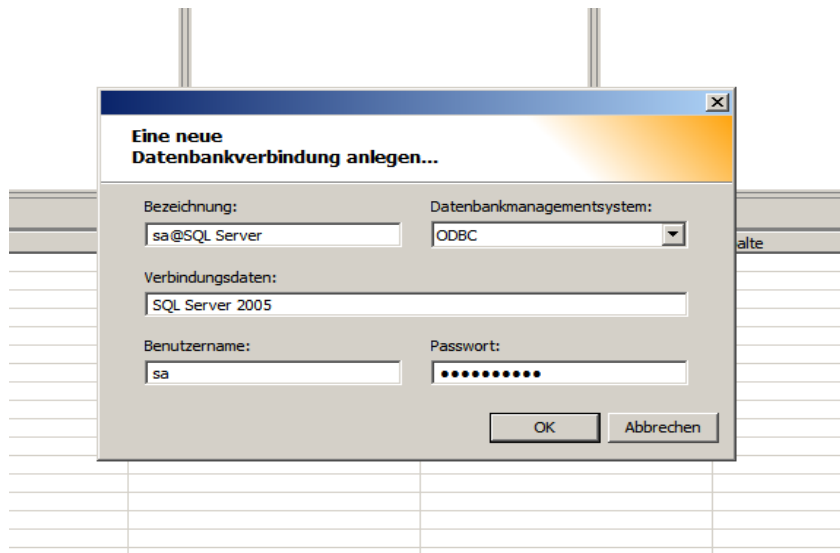 Eine neue
Datenbankverbindung anlegen...
Bezeichnung: Datenbankmanagementsystem:
sa@SQL Server ODBC
Verbindungsdaten:
SQL Server 2005
Benutzername: Passwort:
sa ●●●●●●●●●●
OK Abbrechen
alte